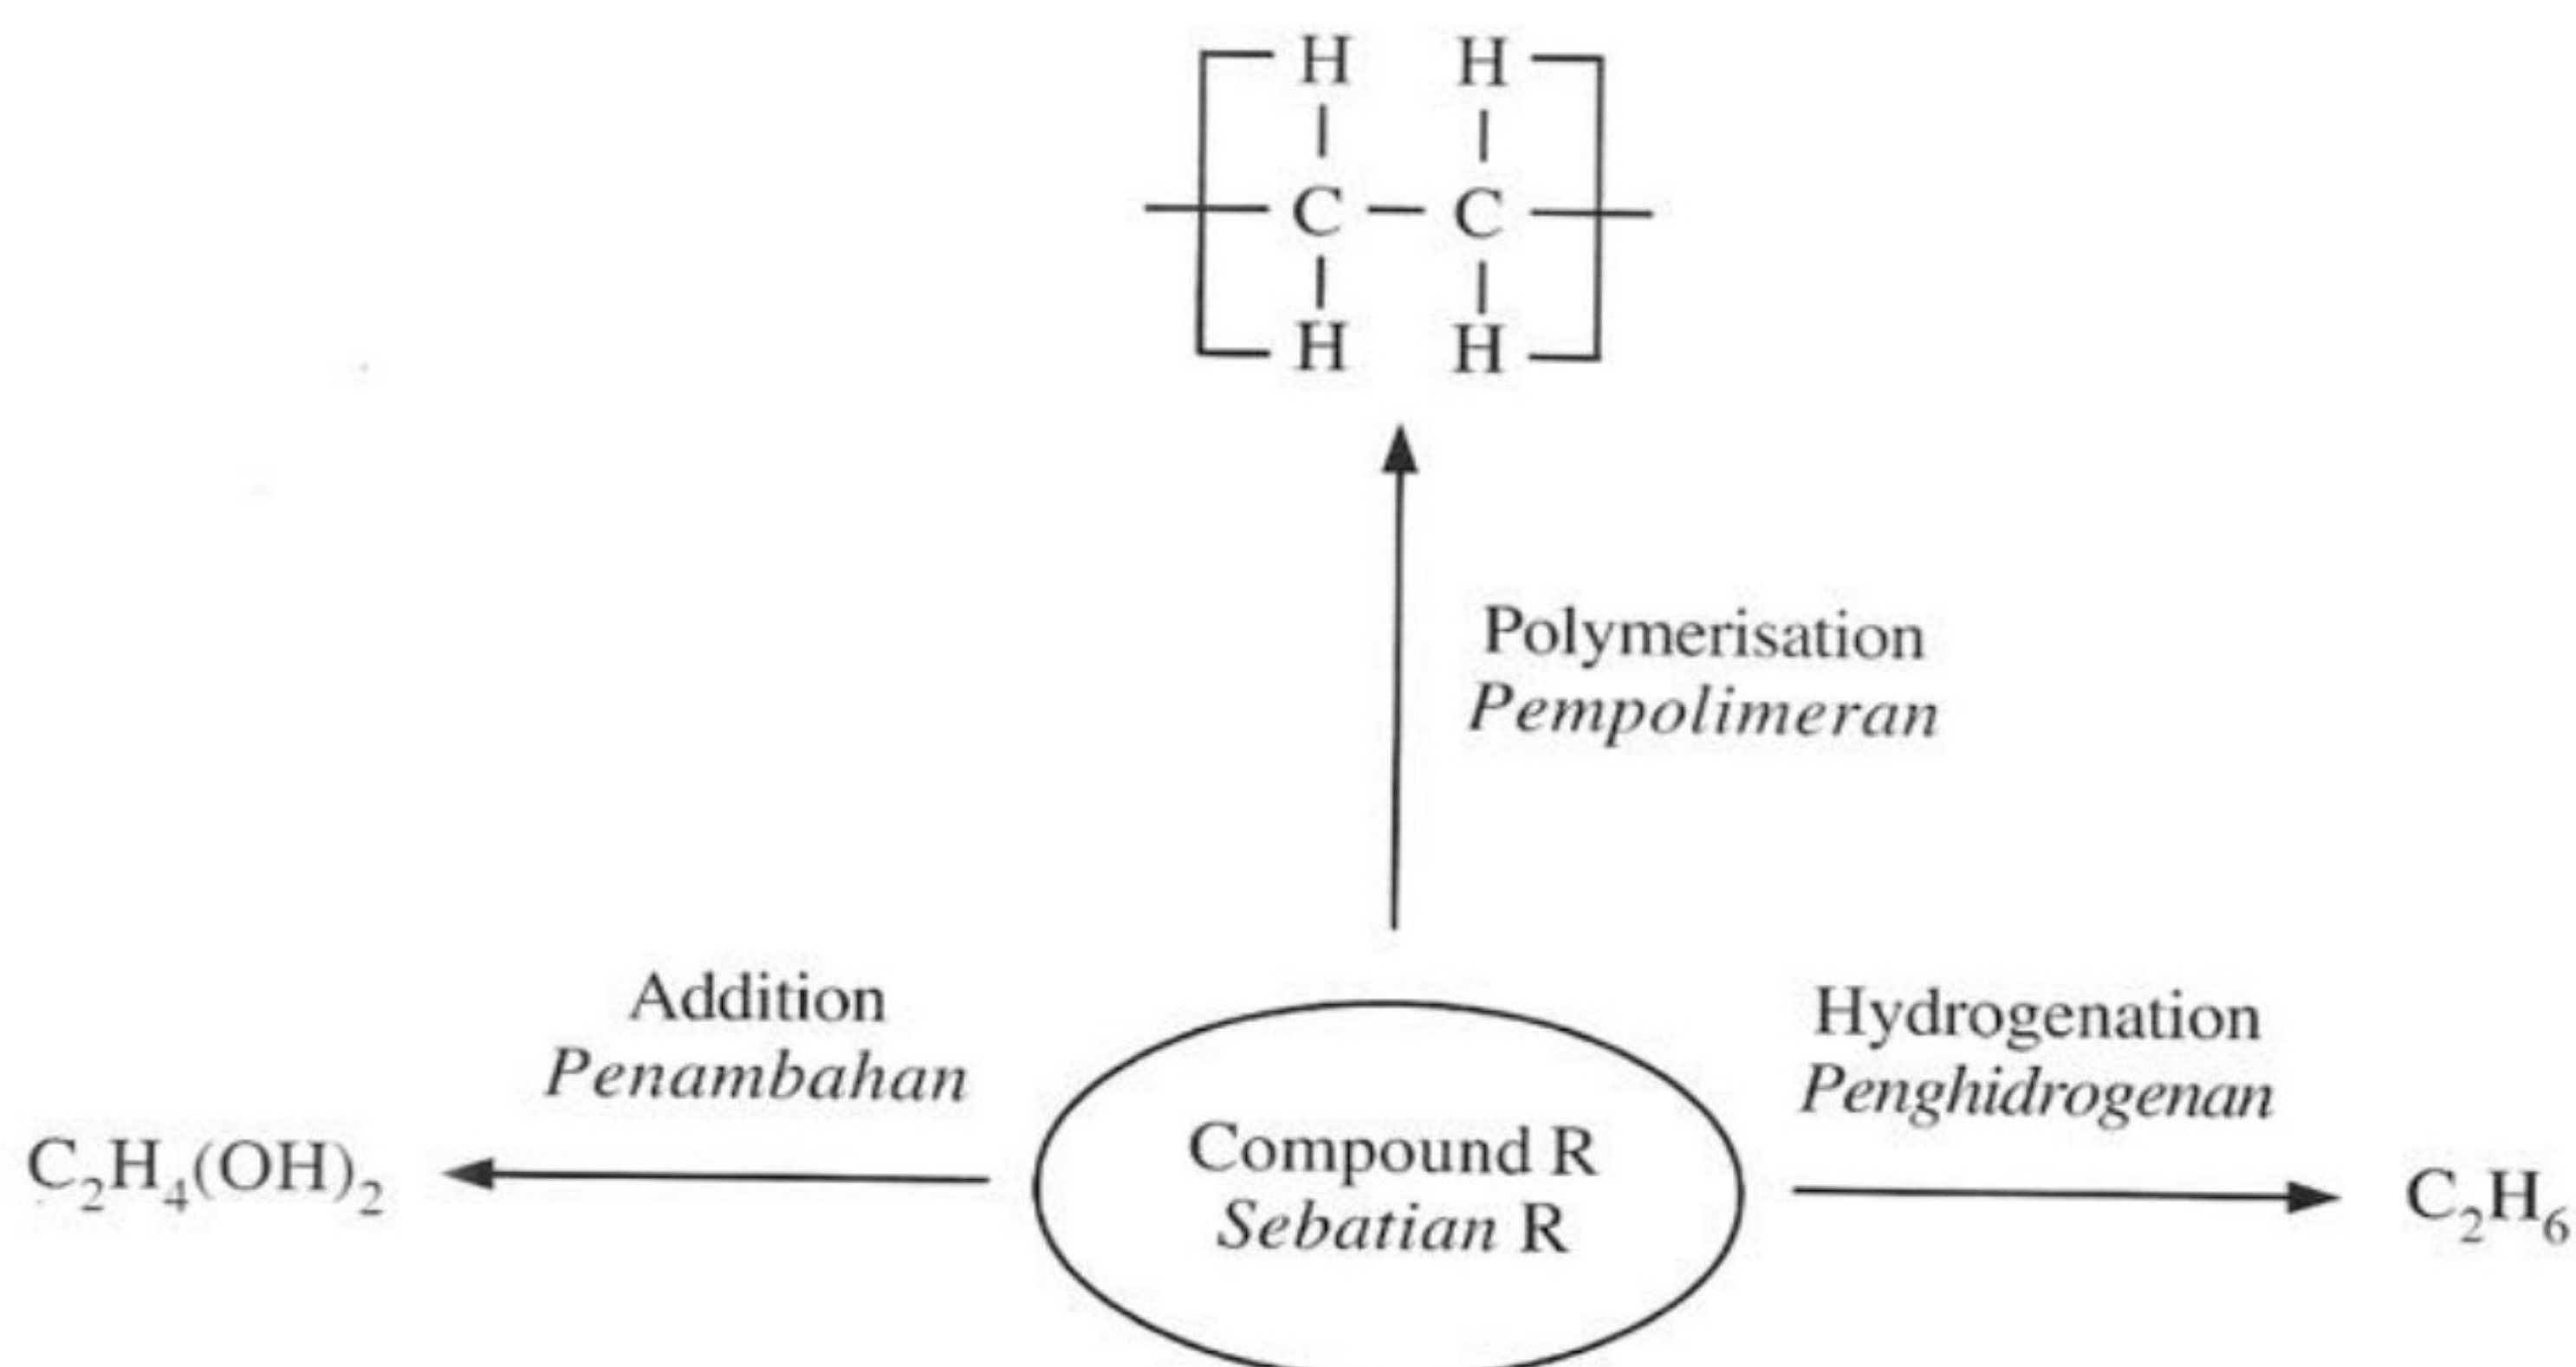 H H
C – C
H H
Polymerisation
Pempolimeran
Addition
Penambahan
Hydrogenation
Penghidrogenan
C₂H₄(OH)₂
Compound R
Sebatian R
C₂H₆